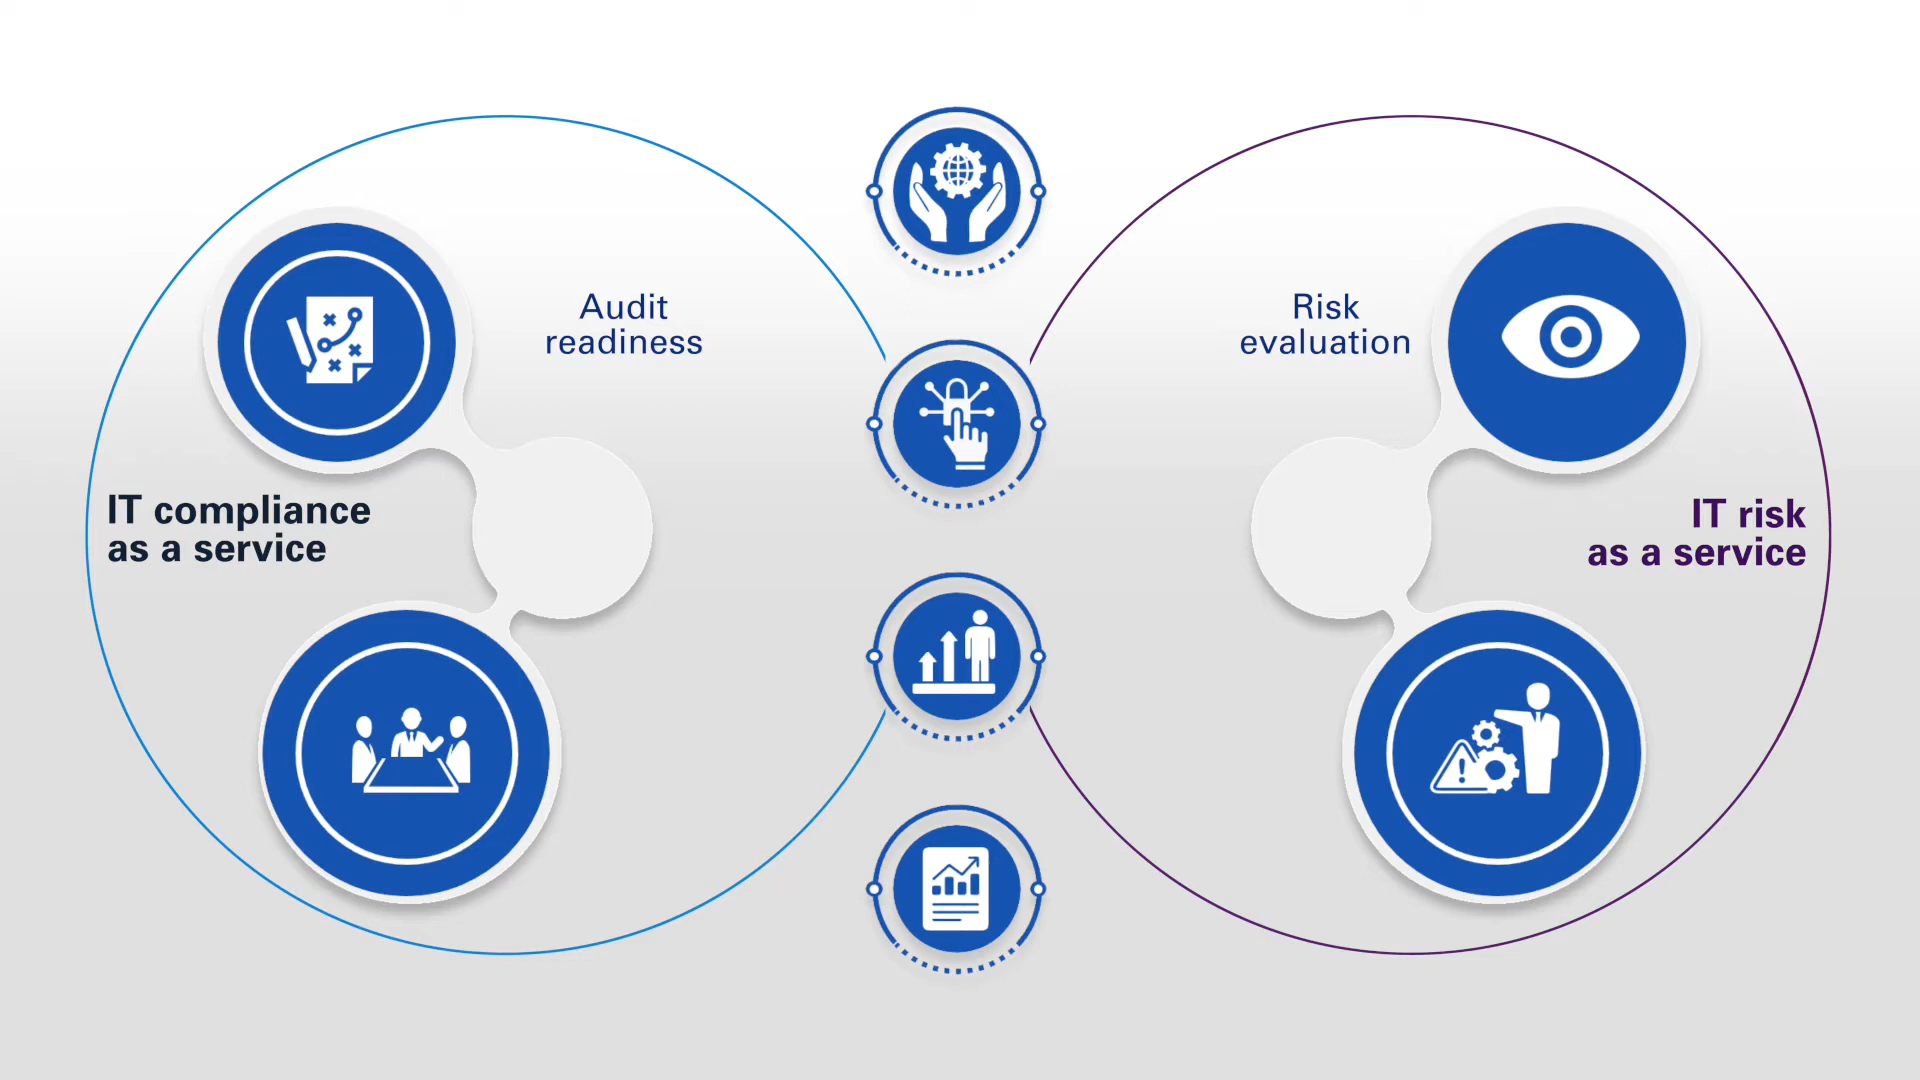 Audit
readiness
IT compliance
as a service
Risk
evaluation
IT risk
as a service